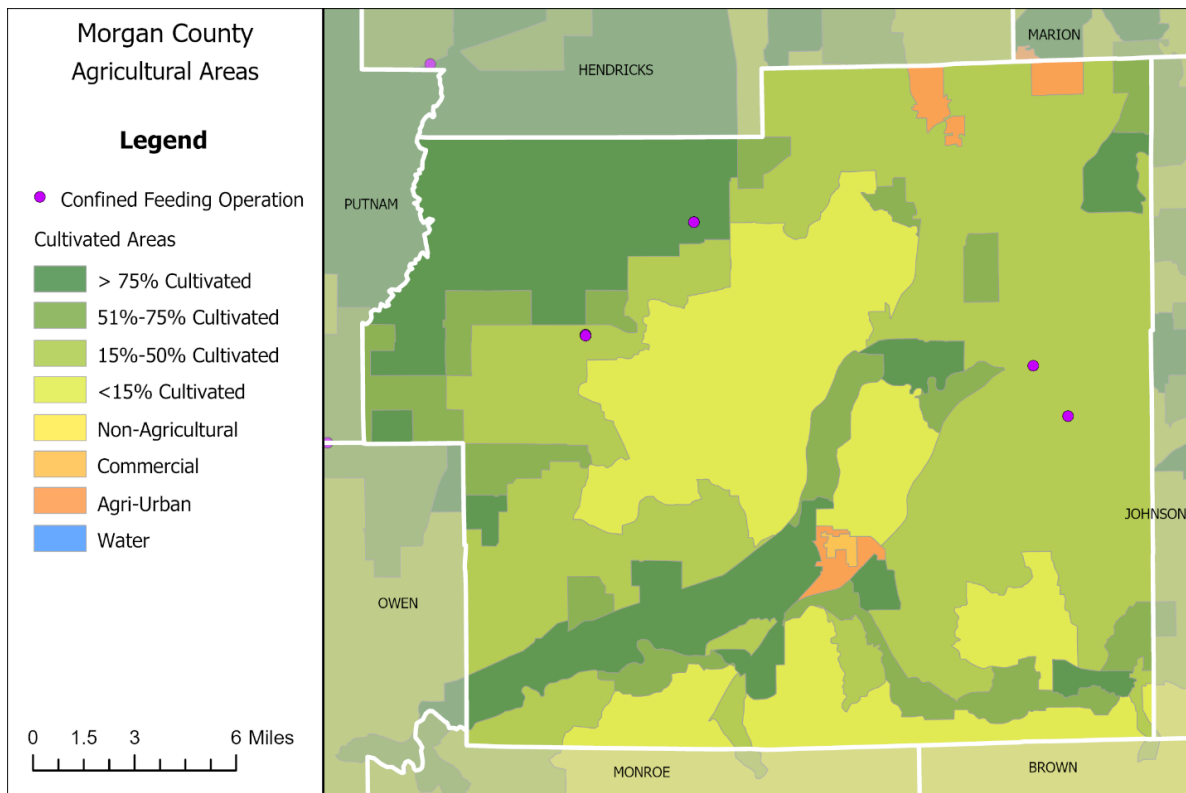 Morgan County
Agricultural Areas
Legend
Confined Feeding Operation
Cultivated Areas
> 75% Cultivated
51%-75% Cultivated
15%-50% Cultivated
<15% Cultivated
Non-Agricultural
Commercial
Agri-Urban
Water
0 1.5 3 6 Miles
MARION
HENDRICKS
PUTNAM
JOHNSON
OWEN
MONROE
BROWN